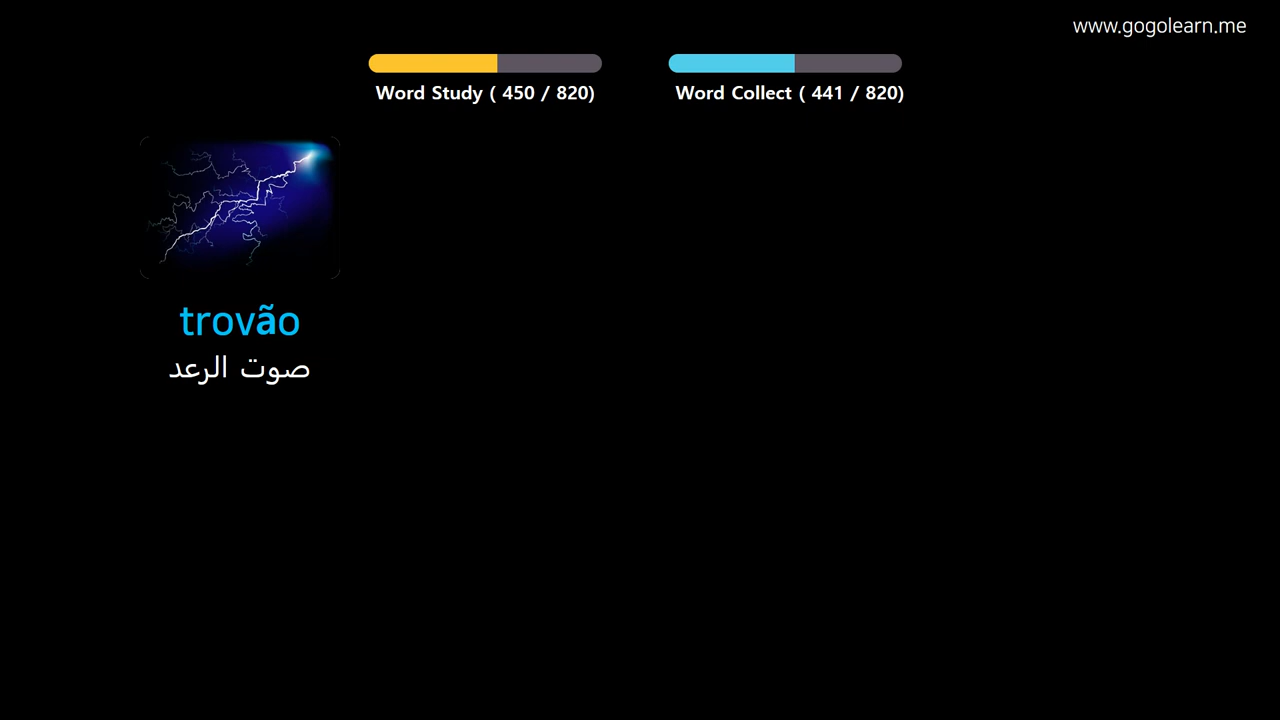 www.gogolearn.me
Word Study ( 450 / 820)
Word Collect ( 441 / 820)
trovão
صوت الرعد